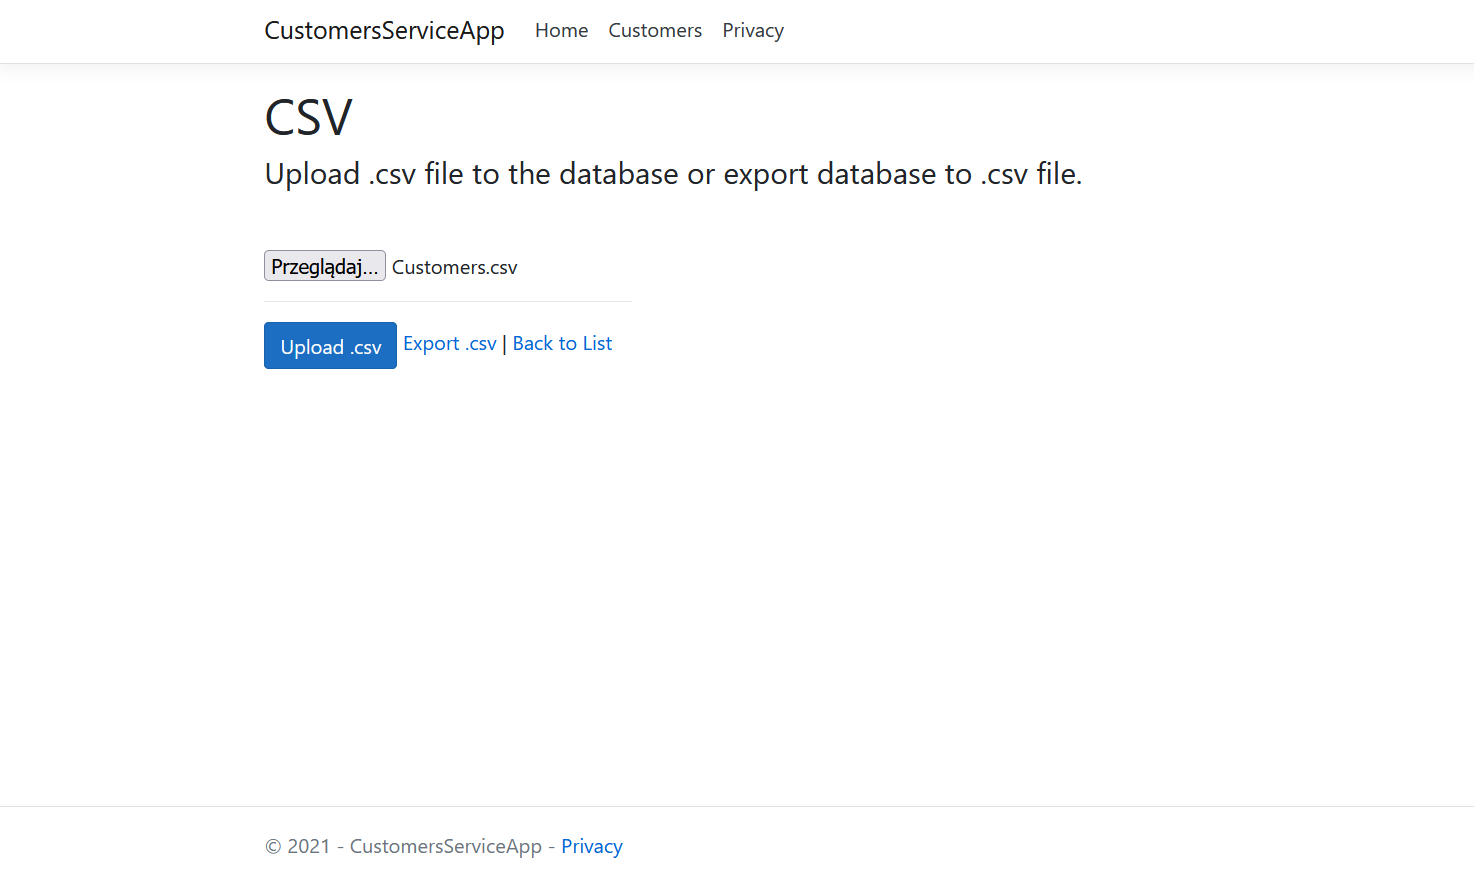 CustomersServiceApp Home Customers Privacy
CSV
Upload .csv file to the database or export database to .csv file.
Przeglądaj... Customers.csv
Upload .csv Export .csv | Back to List
© 2021 - CustomersServiceApp - Privacy